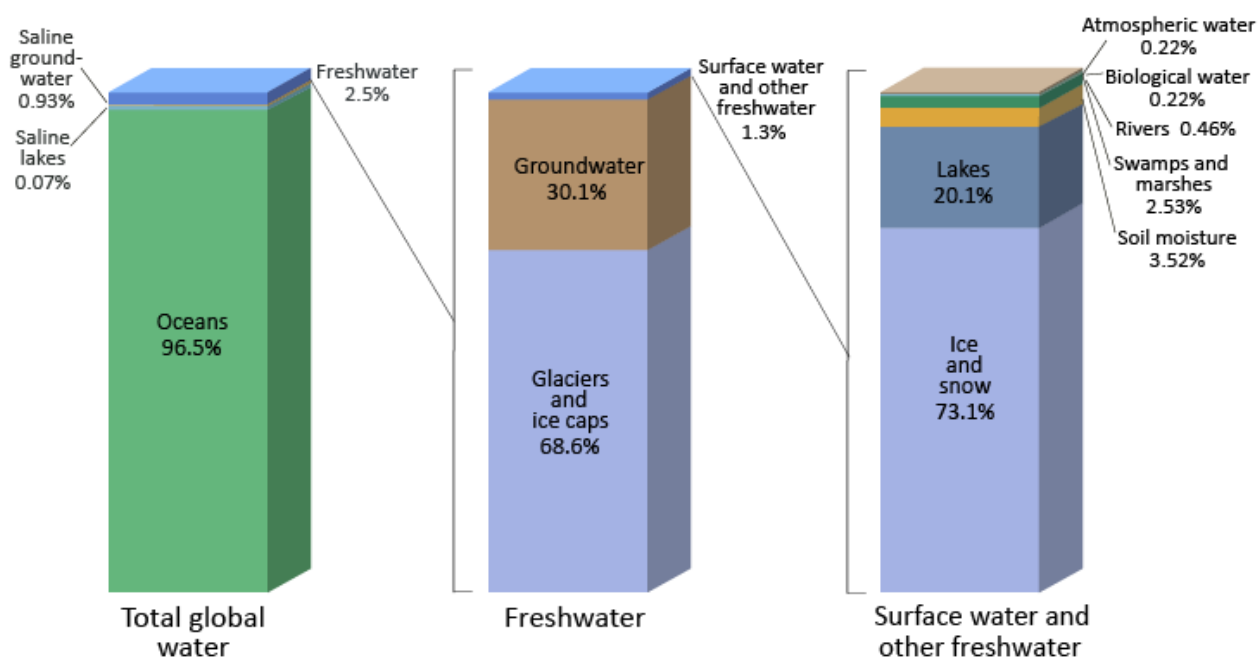 Saline
ground-
water
0.93%
Saline
lakes
0.07%
Freshwater
2.5%
Oceans
96.5%
Total global
water
Surface water
and other
freshwater
1.3%
Groundwater
30.1%
Glaciers
and
ice caps
68.6%
Freshwater
Atmospheric water
0.22%
Biological water
0.22%
Rivers 0.46%
Swamps and
marshes
2.53%
Soil moisture
3.52%
Lakes
20.1%
Ice
and
snow
73.1%
Surface water and
other freshwater